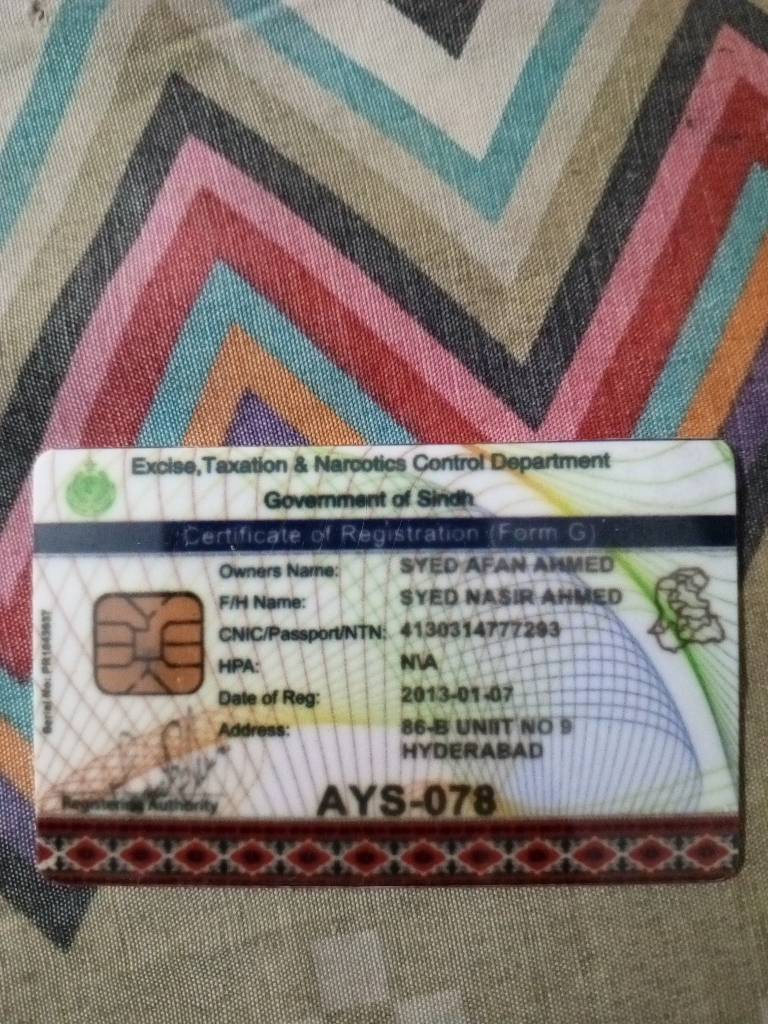 Excise,Taxation & Narcotics Control Department
Government of Sindh
Certificate of Registration (Form G)
Owners Name: SYED AFAN AHMED
F/H Name: SYED NASIR AHMED
CNIC/Passport/NTN: 4130314777293
HPA: N\A
Date of Reg: 2013-01-07
Address: 86-B UNIIT NO 9
HYDERABAD
Serial No:
Registering Authority
AYS-078